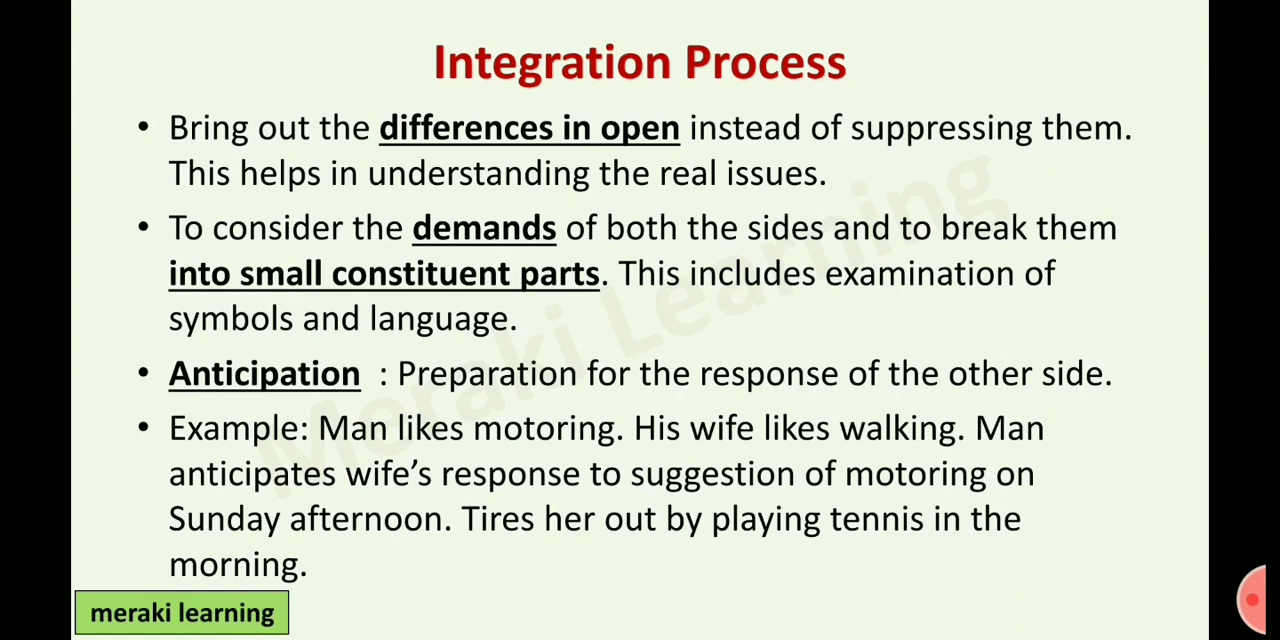 Integration Process
• Bring out the differences in open instead of suppressing them.
This helps in understanding the real issues.
• To consider the demands of both the sides and to break them
into small constituent parts. This includes examination of
symbols and language.
• Anticipation : Preparation for the response of the other side.
• Example: Man likes motoring. His wife likes walking. Man
anticipates wife’s response to suggestion of motoring on
Sunday afternoon. Tires her out by playing tennis in the
morning.
Meraki Learning
meraki learning